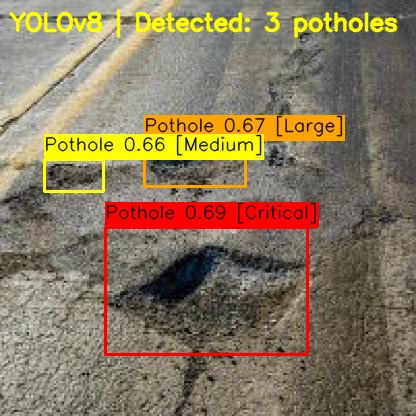 YOLOv8 | Detected: 3 potholes
Pothole 0.67 [Large]
Pothole 0.66 [Medium]
Pothole 0.69 [Critical]